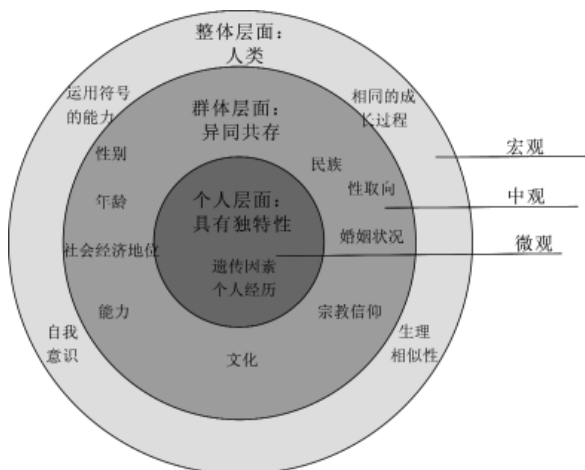 整体层面：
人类
运用符号
的能力
相同的成
长过程
群体层面：
异同共存
性别
民族
宏观
年龄
性取向
中观
个人层面：
具有独特性
社会经济地位
婚姻状况
微观
遗传因素
个人经历
能力
宗教信仰
自我
意识
生理
相似性
文化